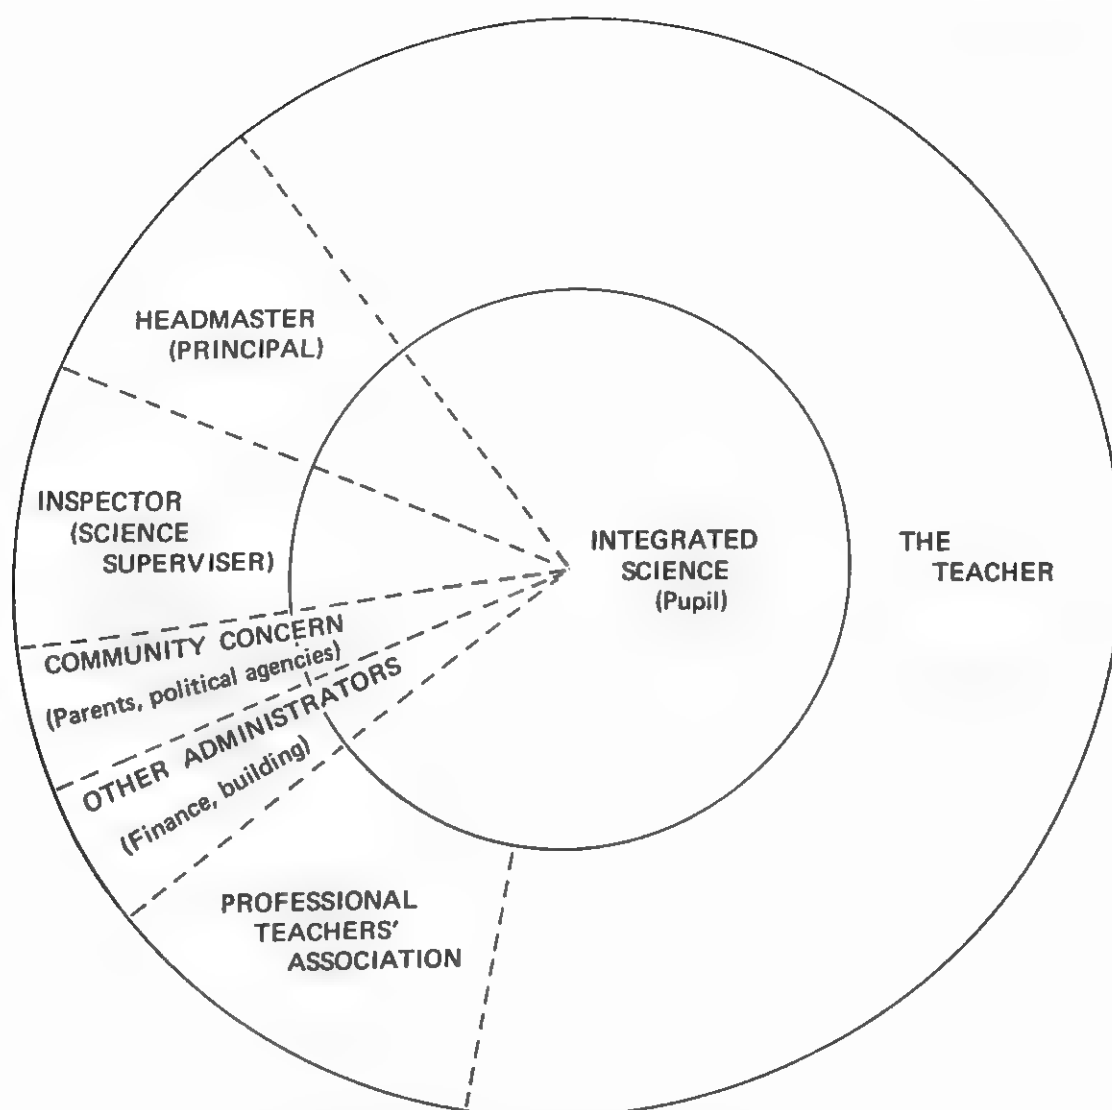 HEADMASTER
(PRINCIPAL)
INSPECTOR
(SCIENCE
SUPERVISER)
INTEGRATED
SCIENCE
(Pupil)
THE
TEACHER
COMMUNITY CONCERN
(Parents, political agencies)
OTHER ADMINISTRATORS
(Finance, building)
PROFESSIONAL
TEACHERS'
ASSOCIATION